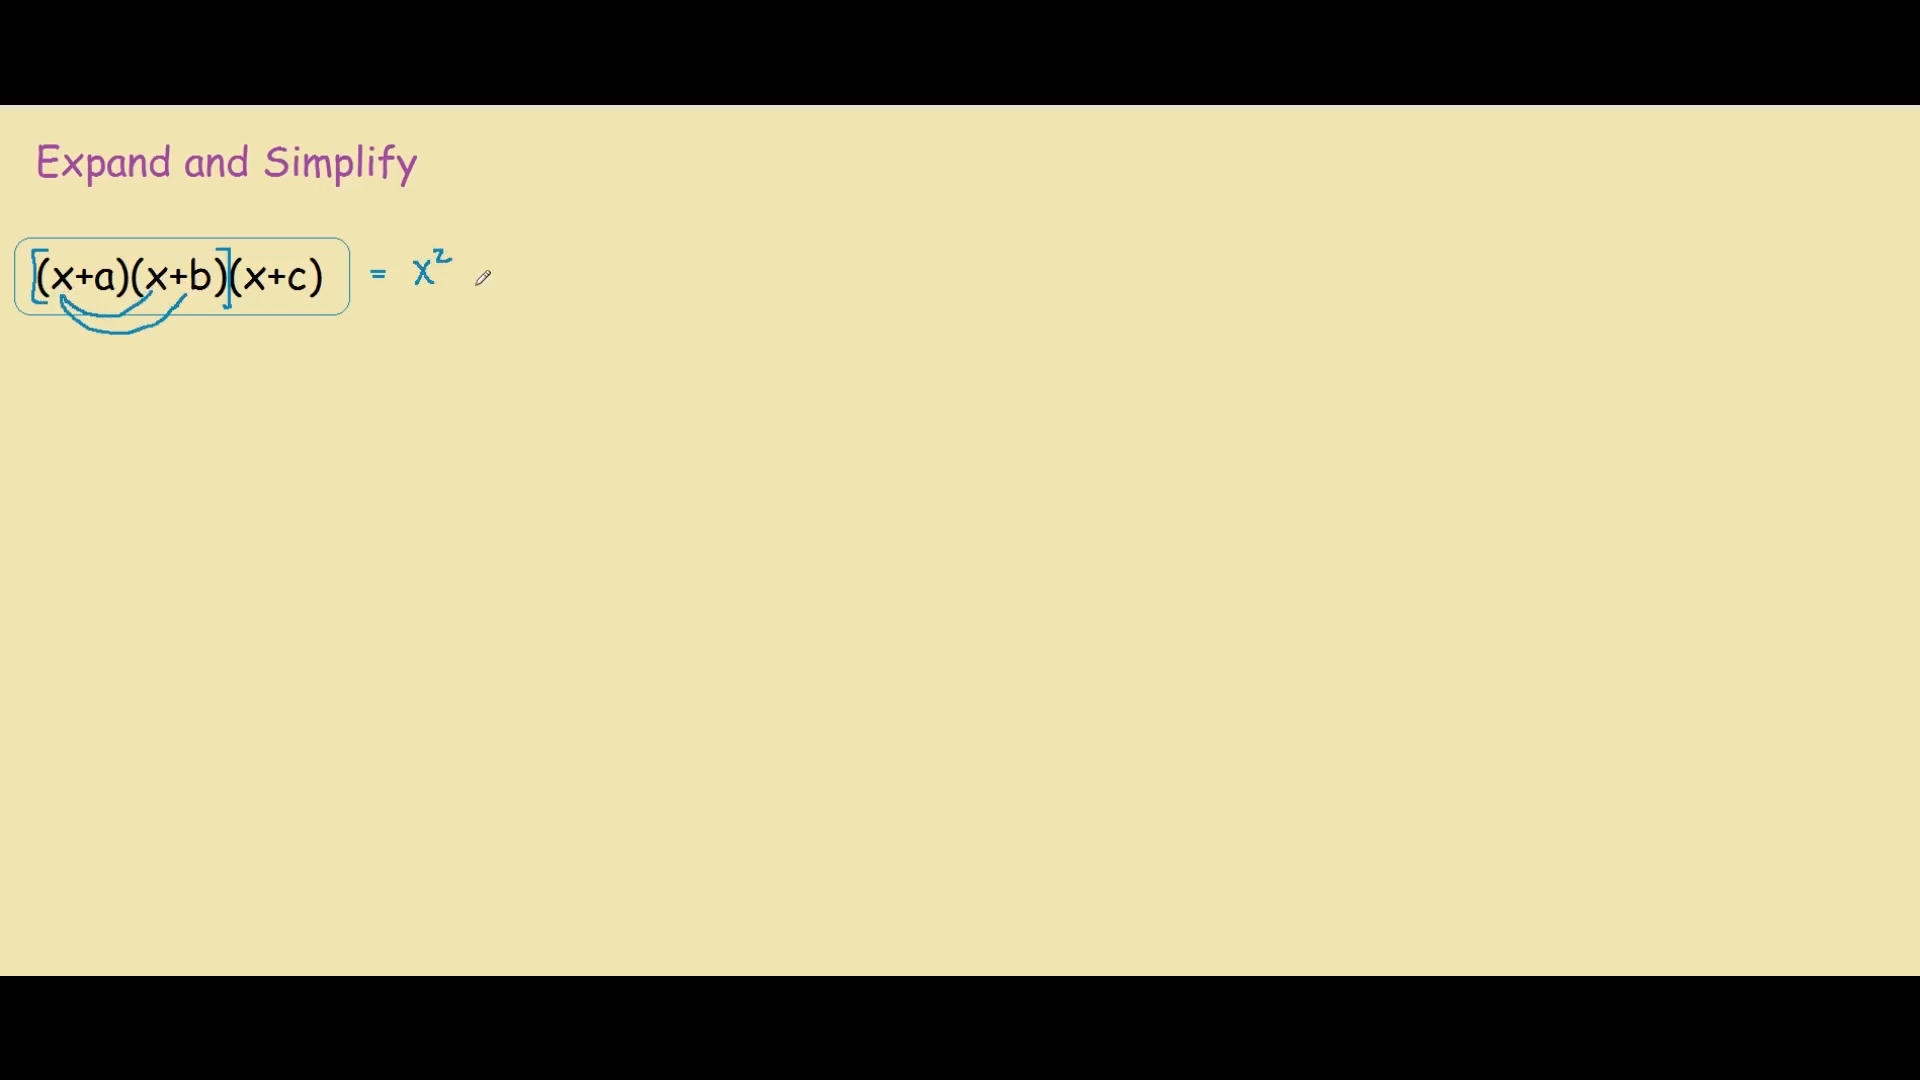 Expand and Simplify
[(x+a)(x+b)](x+c) = x²